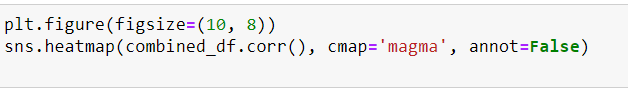 plt.figure(figsize=(10, 8))
sns.heatmap(combined_df.corr(), cmap='magma', annot=False)